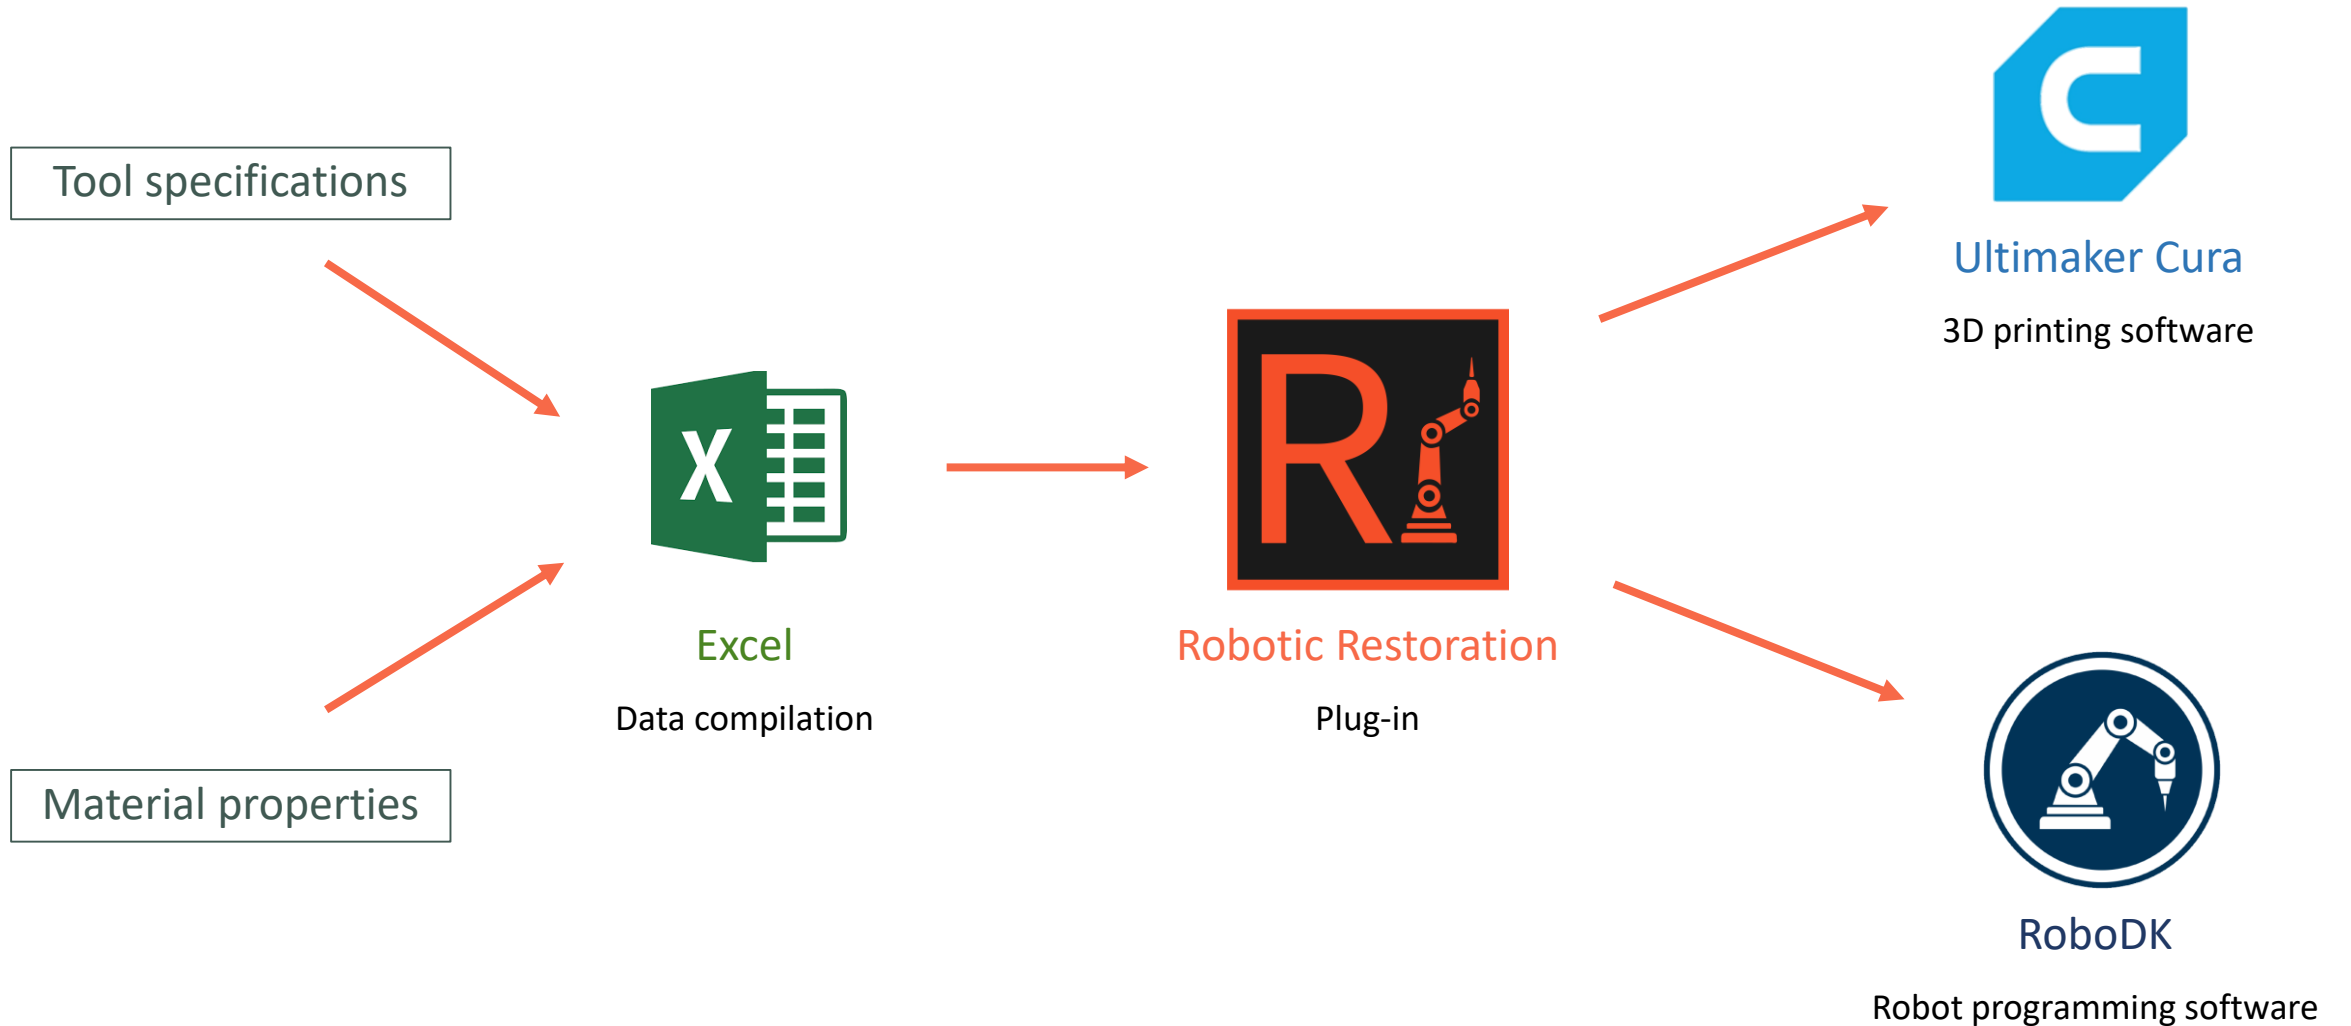 Tool specifications
Material properties
X
Excel
Data compilation
R
Robotic Restoration
Plug-in
C
Ultimaker Cura
3D printing software
RoboDK
Robot programming software